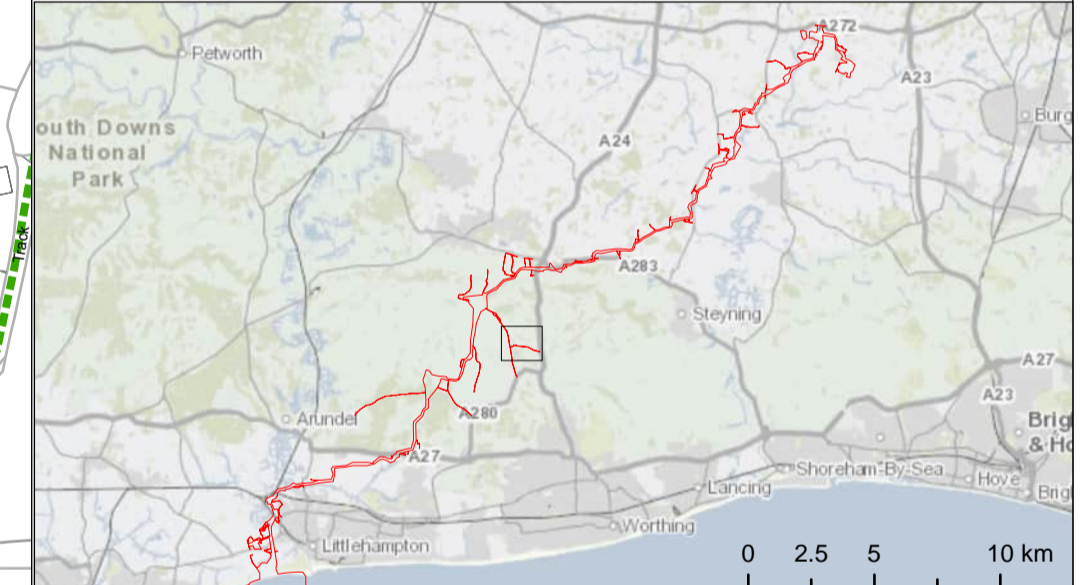 A272
Petworth
A23
Burg
outh Downs
National
Park
A24
Track
A283
Steyning
A27
A23
Arundel
A280
Brig
& Ho
A27
Shoreham-By-Sea
Hove
Brig
Lancing
Worthing
Littlehampton
0 2.5 5 10 km